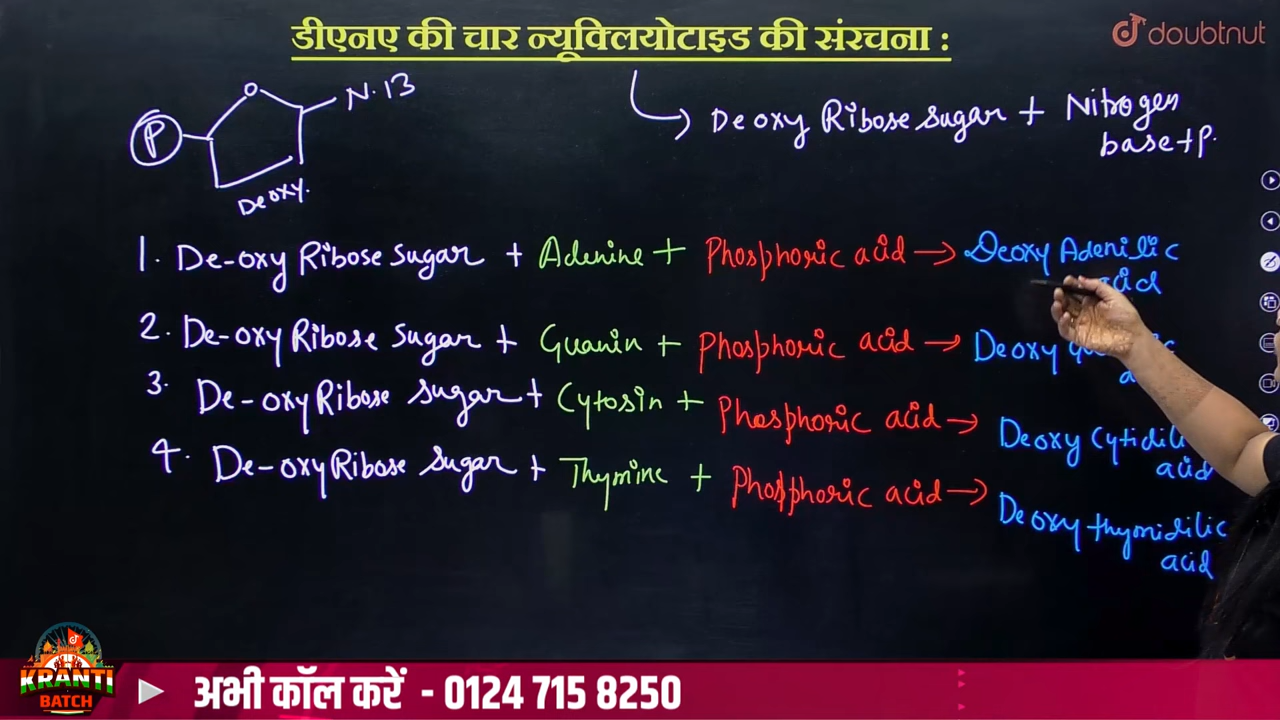 डीएनए की चार न्यूक्लियोटाइड की संरचना :
doubtnut
P
N.B
Deoxy.
Deoxy Ribose sugar + Nitrogen
base+p.
1. De-oxy Ribose sugar + Adenine + Phosphoric acid → Deoxy Adenilic
acid
2. De-oxy Ribose sugar + Guanin + Phosphoric acid → Deoxy
3. De-oxy Ribose sugar + Cytosin + Phosphoric acid → Deoxy
acid
4. De-oxy Ribose sugar + Thymine + Phosphoric acid → Deoxy thymidilic
acid
KRANTI
BATCH
अभी कॉल करें - 0124 715 8250